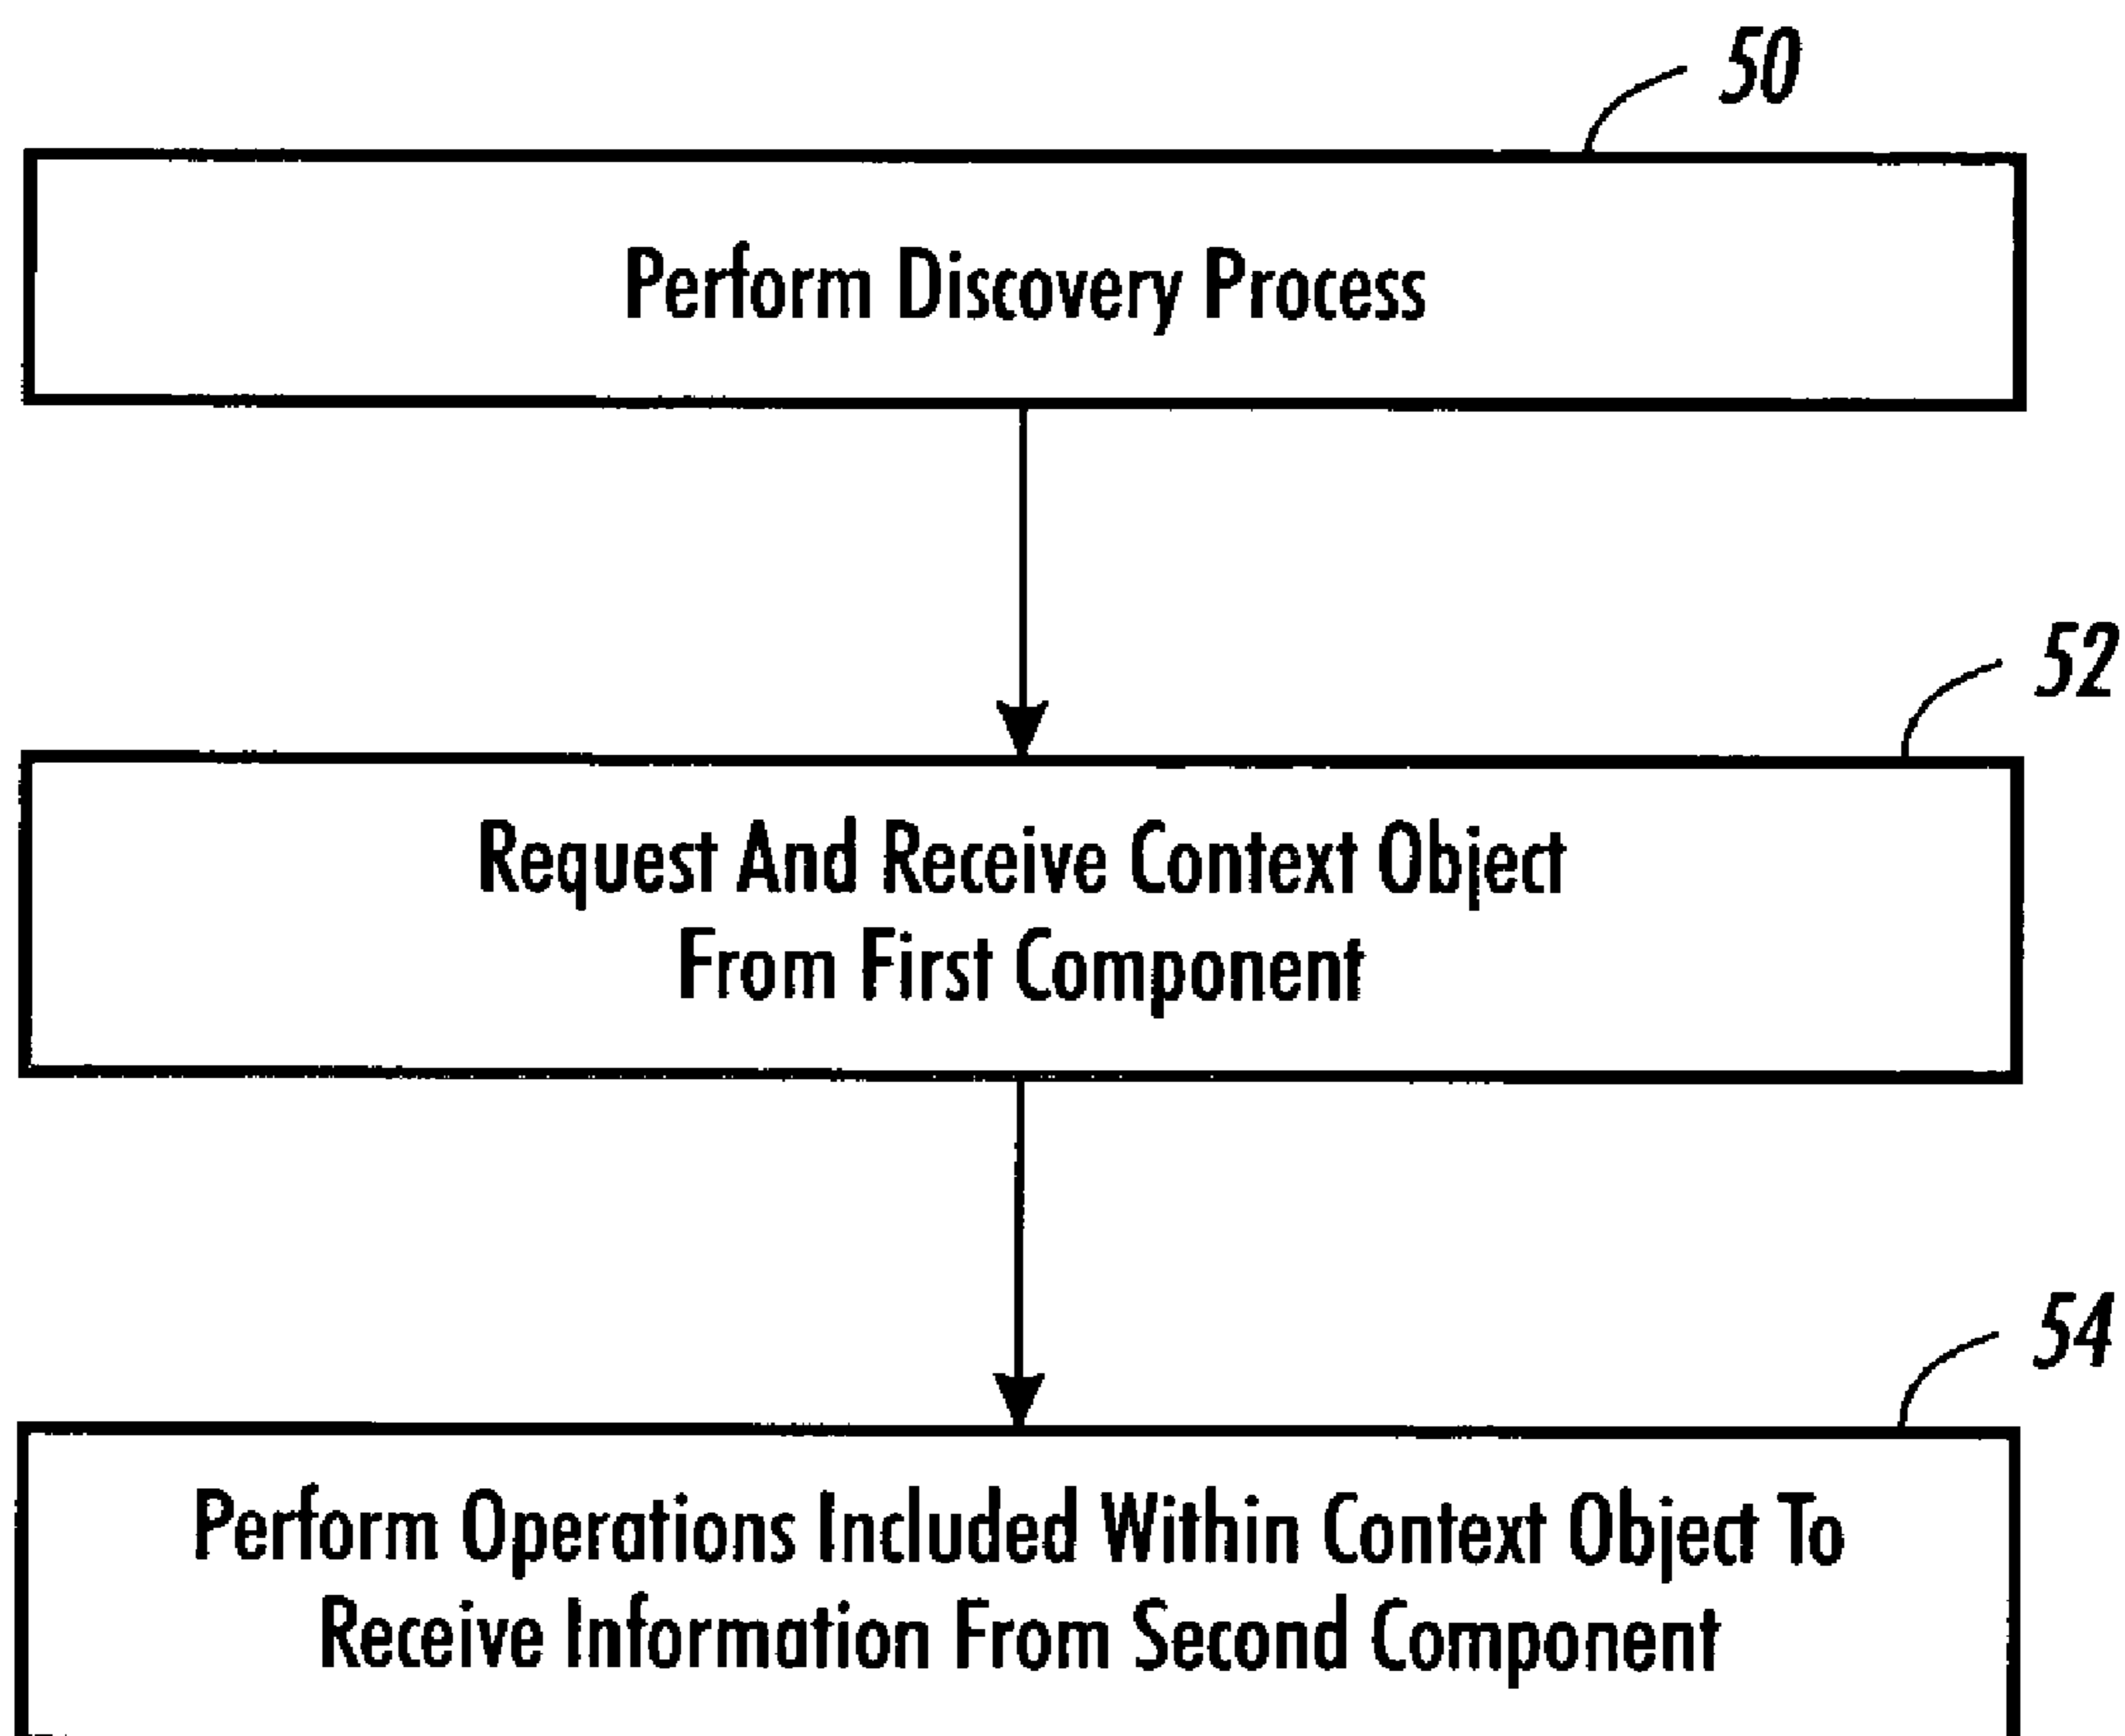 50
Perform Discovery Process
52
Request And Receive Context Object
From First Component
54
Perform Operations Included Within Context Object To
Receive Information From Second Component